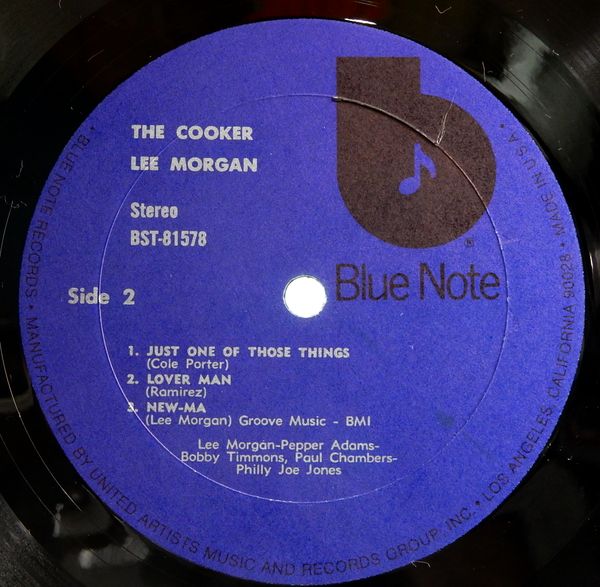 THE COOKER
LEE MORGAN
Stereo
BST-81578
Side 2
b
®
Blue Note
1. JUST ONE OF THOSE THINGS
(Cole Porter)
2. LOVER MAN
(Ramirez)
3. NEW-MA
(Lee Morgan) Groove Music - BMI
Lee Morgan-Pepper Adams-
Bobby Timmons, Paul Chambers-
Philly Joe Jones
• BLUE NOTE RECORDS • MANUFACTURED BY UNITED ARTISTS MUSIC AND RECORDS GROUP, INC. • LOS ANGELES, CALIFORNIA 90028 • MADE IN U.S.A.